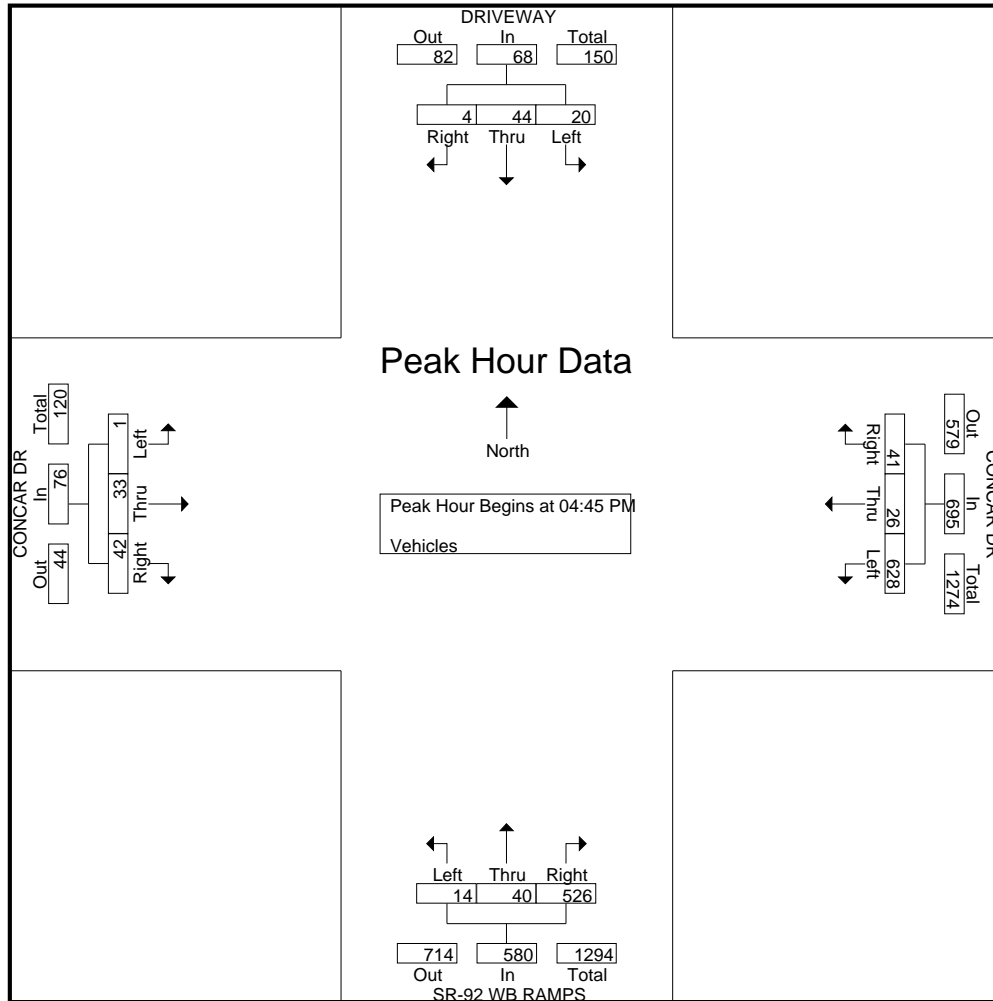 DRIVEWAY
Out In Total
82 68 150
4 44 20
Right Thru Left
Peak Hour Data
North
Peak Hour Begins at 04:45 PM
Vehicles
CONCAR DR
Total In Out
120 76 44
1 33 42
Left Thru Right
CONCAR DR
Out In Total
579 695 1274
41 26 628
Right Thru Left
Left Thru Right
14 40 526
714 580 1294
Out In Total
SR-92 WB RAMPS